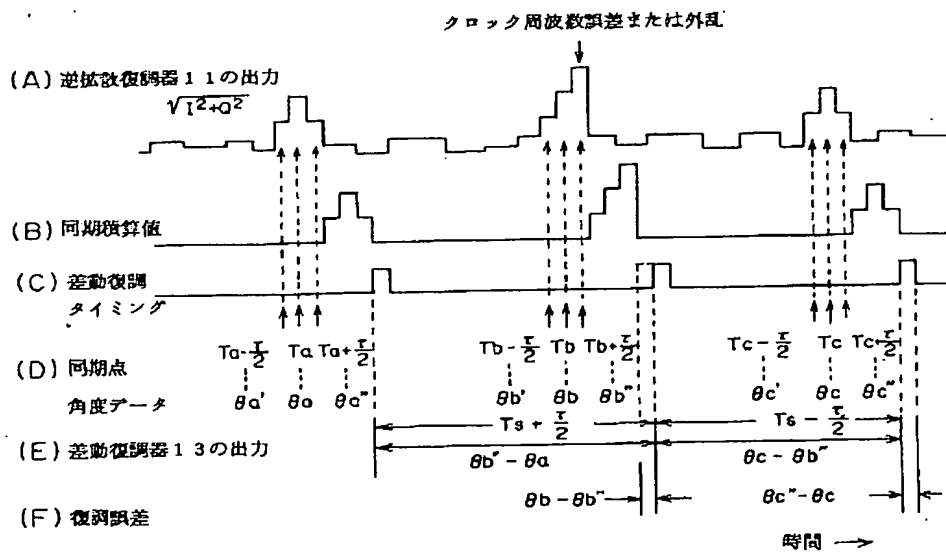 クロック周波数誤差または外乱
(A) 逆拡散復調器11の出力
√I²+Q²
(B) 同期積算値
(C) 差動復調
タイミング
(D) 同期点
Ta-τ/2 Ta Ta+τ/2 Tb-τ/2 Tb Tb+τ/2 Tc-τ/2 Tc Tc+τ/2
角度データ
θa' θa θa" θb' θb θb" θc' θc θc"
Ts+τ/2 Ts-τ/2
(E) 差動復調器13の出力
θb"-θa θc-θb"
θb-θb" θc"-θc
(F) 復調誤差
時間